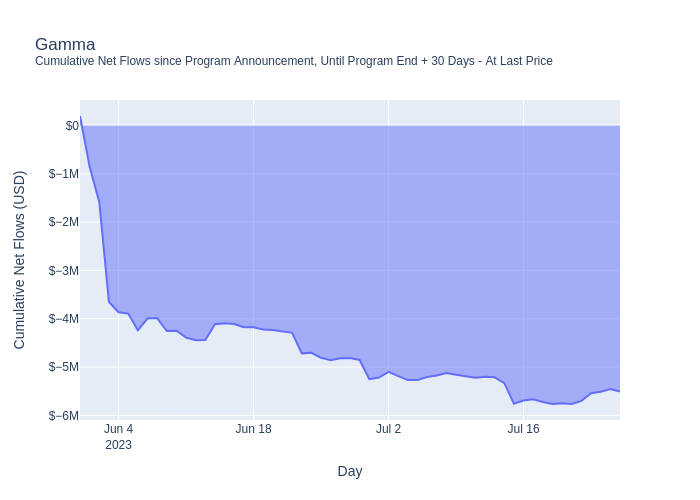 Gamma
Cumulative Net Flows since Program Announcement, Until Program End + 30 Days - At Last Price
Cumulative Net Flows (USD)
$0
$−1M
$−2M
$−3M
$−4M
$−5M
$−6M
Jun 4
2023
Jun 18
Jul 2
Jul 16
Day